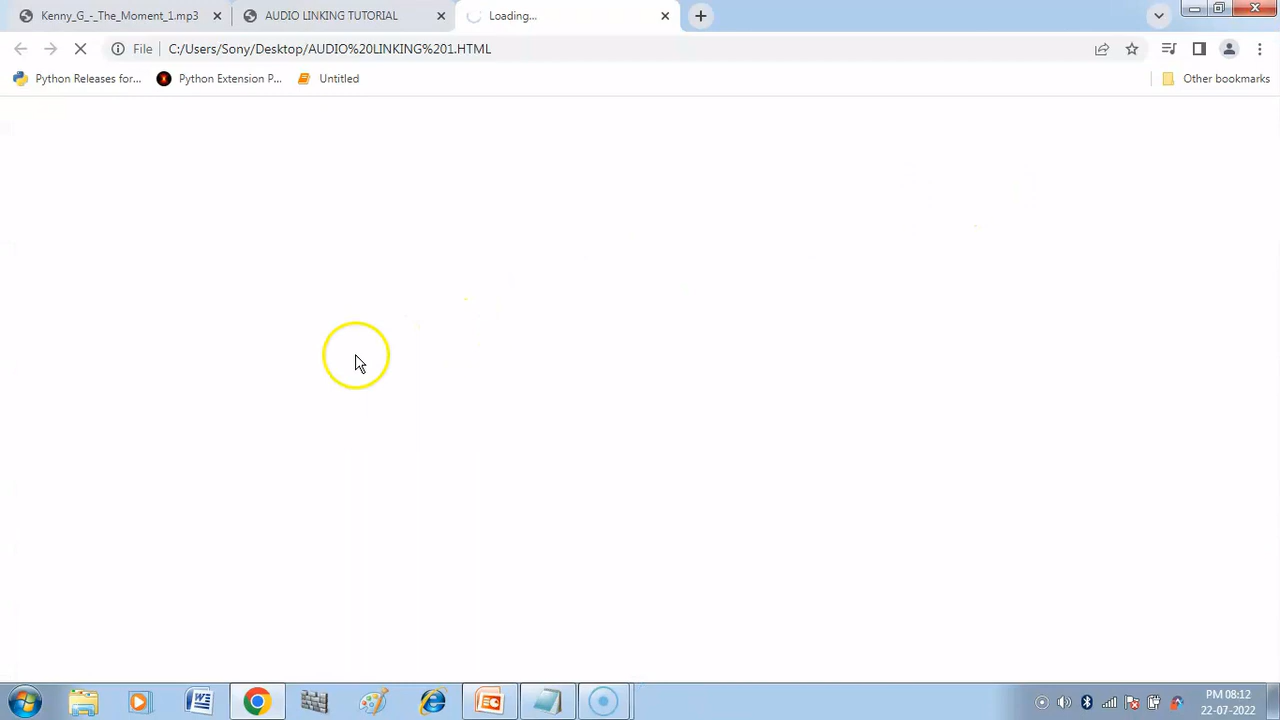 Kenny_G_-_The_Moment_1.mp3
AUDIO LINKING TUTORIAL
Loading...
File
C:/Users/Sony/Desktop/AUDIO%20LINKING%201.HTML
Python Releases for...
Python Extension P...
Untitled
Other bookmarks
PM 08:12
22-07-2022